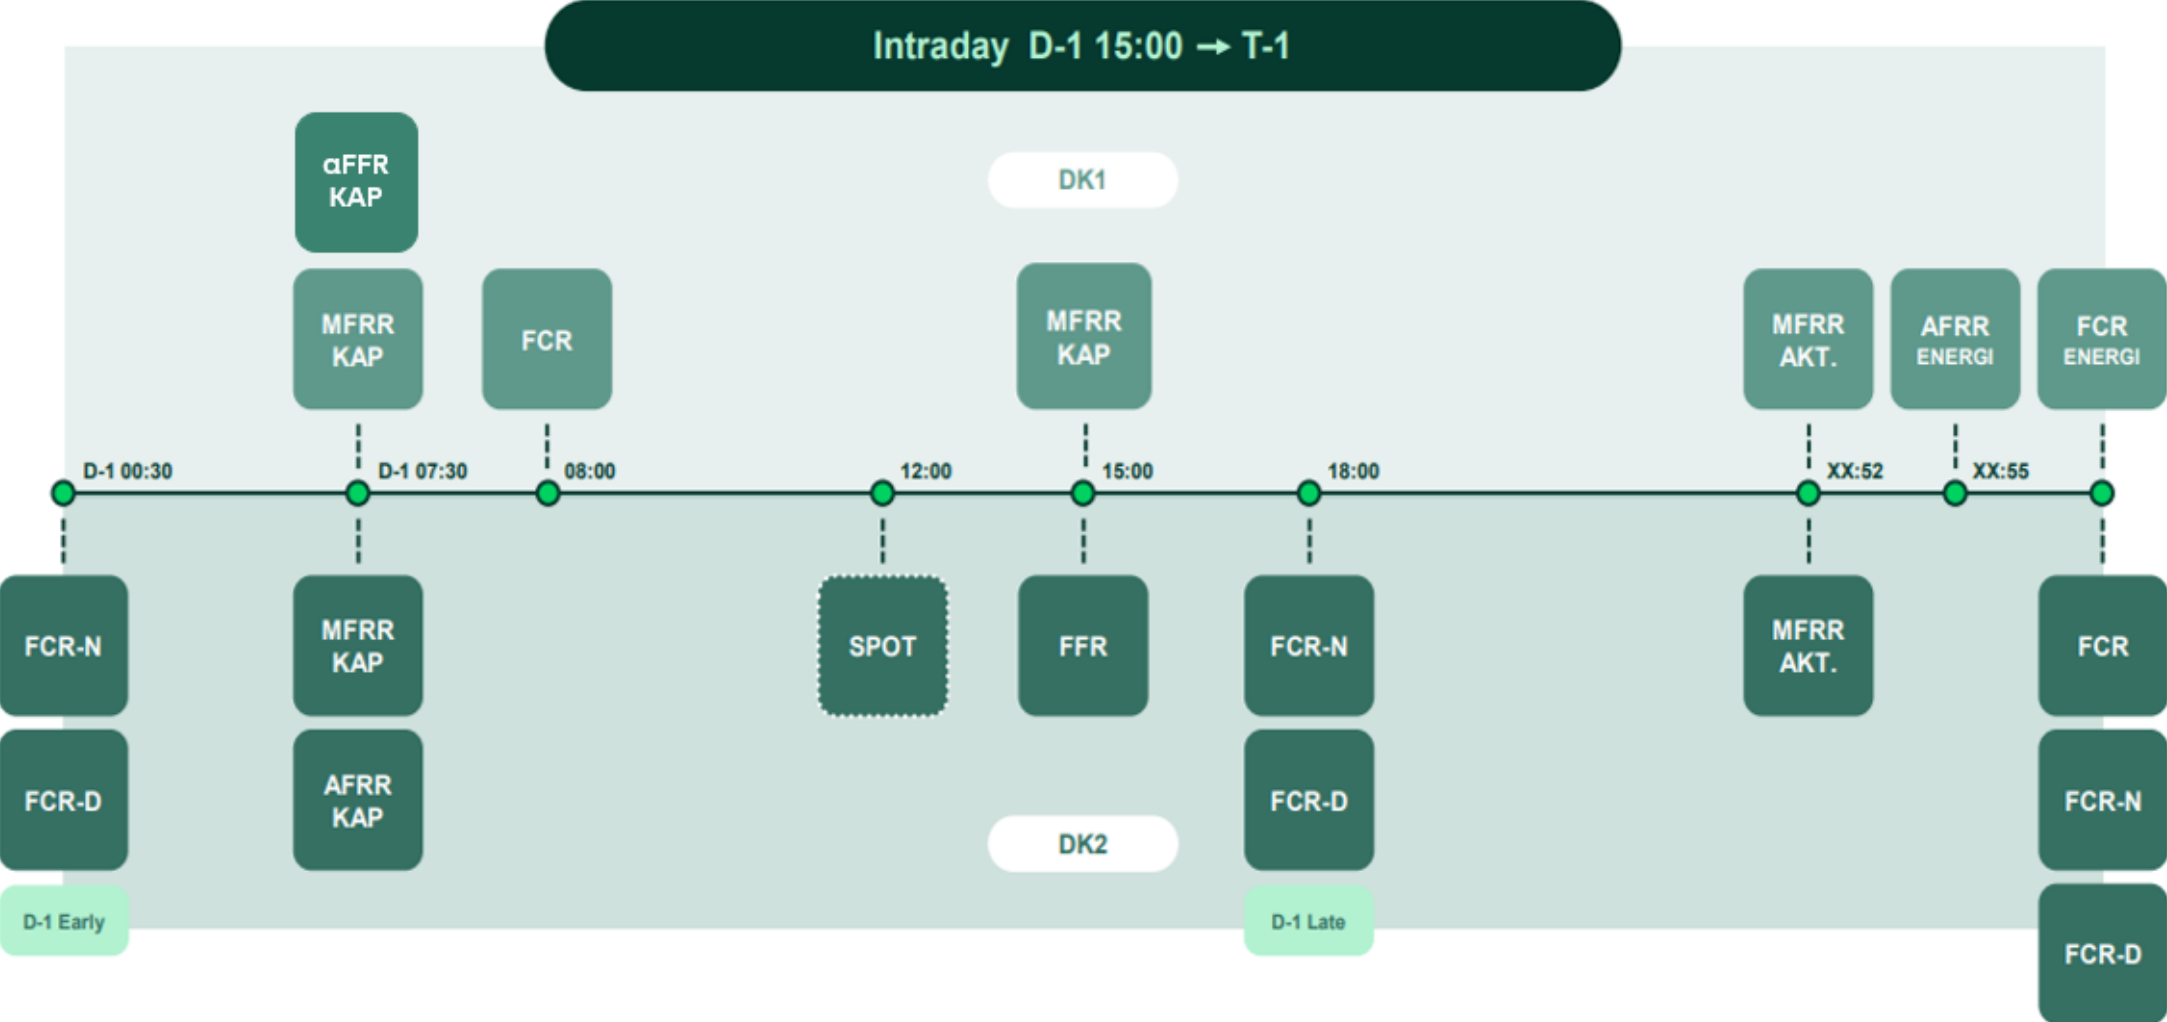 Intraday D-1 15:00 → T-1
aFFR
KAP
DK1
MFRR
KAP
FCR
MFRR
KAP
MFRR
AKT.
AFRR
ENERGI
FCR
ENERGI
D-1 00:30
D-1 07:30
08:00
12:00
15:00
18:00
XX:52
XX:55
FCR-N
MFRR
KAP
SPOT
FFR
FCR-N
MFRR
AKT.
FCR
FCR-D
AFRR
KAP
DK2
FCR-D
FCR-N
D-1 Early
D-1 Late
FCR-D